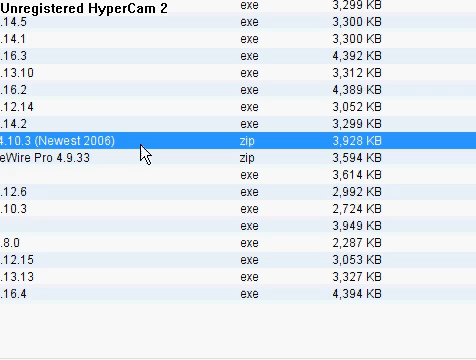 Unregistered HyperCam 2 exe 3,299 KB
.14.5 exe 3,300 KB
.14.1 exe 3,300 KB
.16.3 exe 4,392 KB
.13.10 exe 3,312 KB
.16.2 exe 4,389 KB
.12.14 exe 3,052 KB
.14.2 exe 3,299 KB
4.10.3 (Newest 2006) zip 3,928 KB
eWire Pro 4.9.33 zip 3,594 KB
exe 3,614 KB
.12.6 exe 2,992 KB
.10.3 exe 2,724 KB
exe 3,949 KB
.8.0 exe 2,287 KB
.12.15 exe 3,053 KB
.13.13 exe 3,327 KB
.16.4 exe 4,394 KB